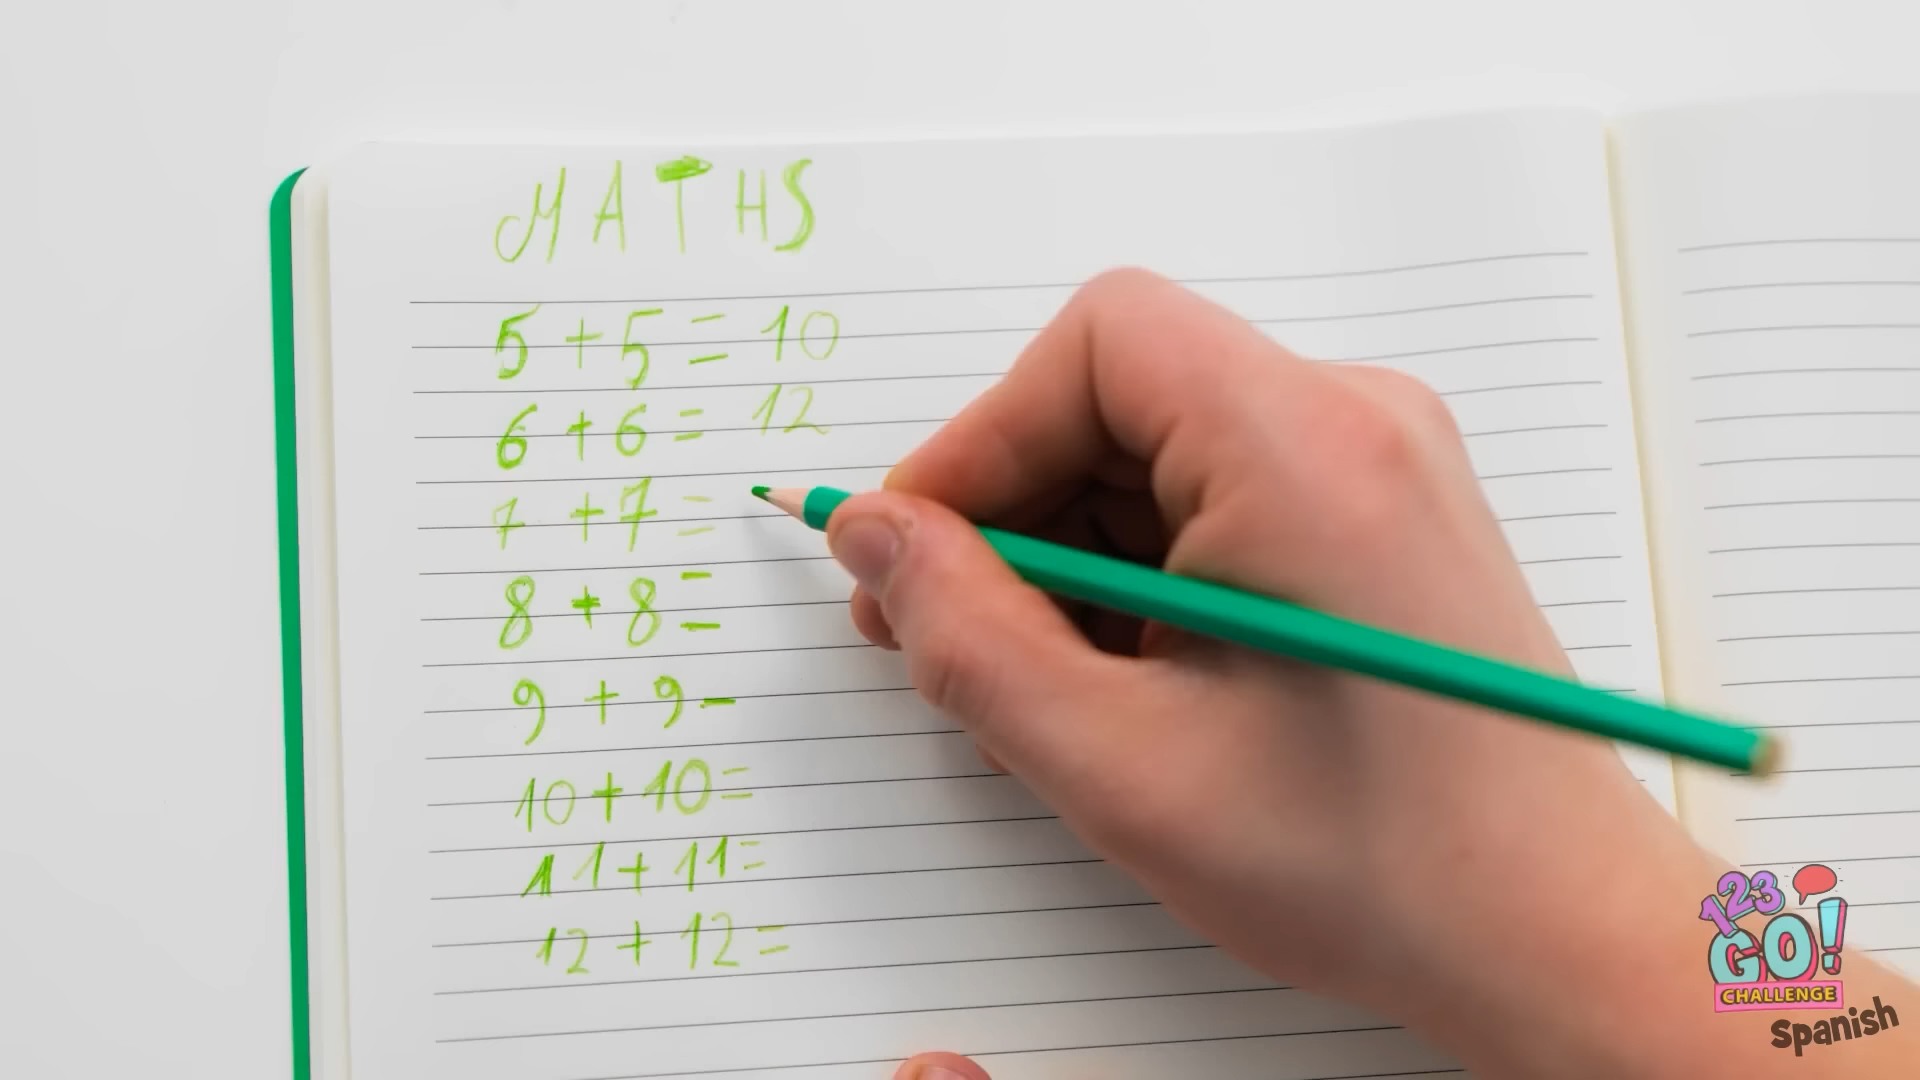 MATHS
5+5=10
6+6=12
7+7=
8+8=
9+9-
10+10=
11+11=
12+12=
123
GO!
CHALLENGE
Spanish